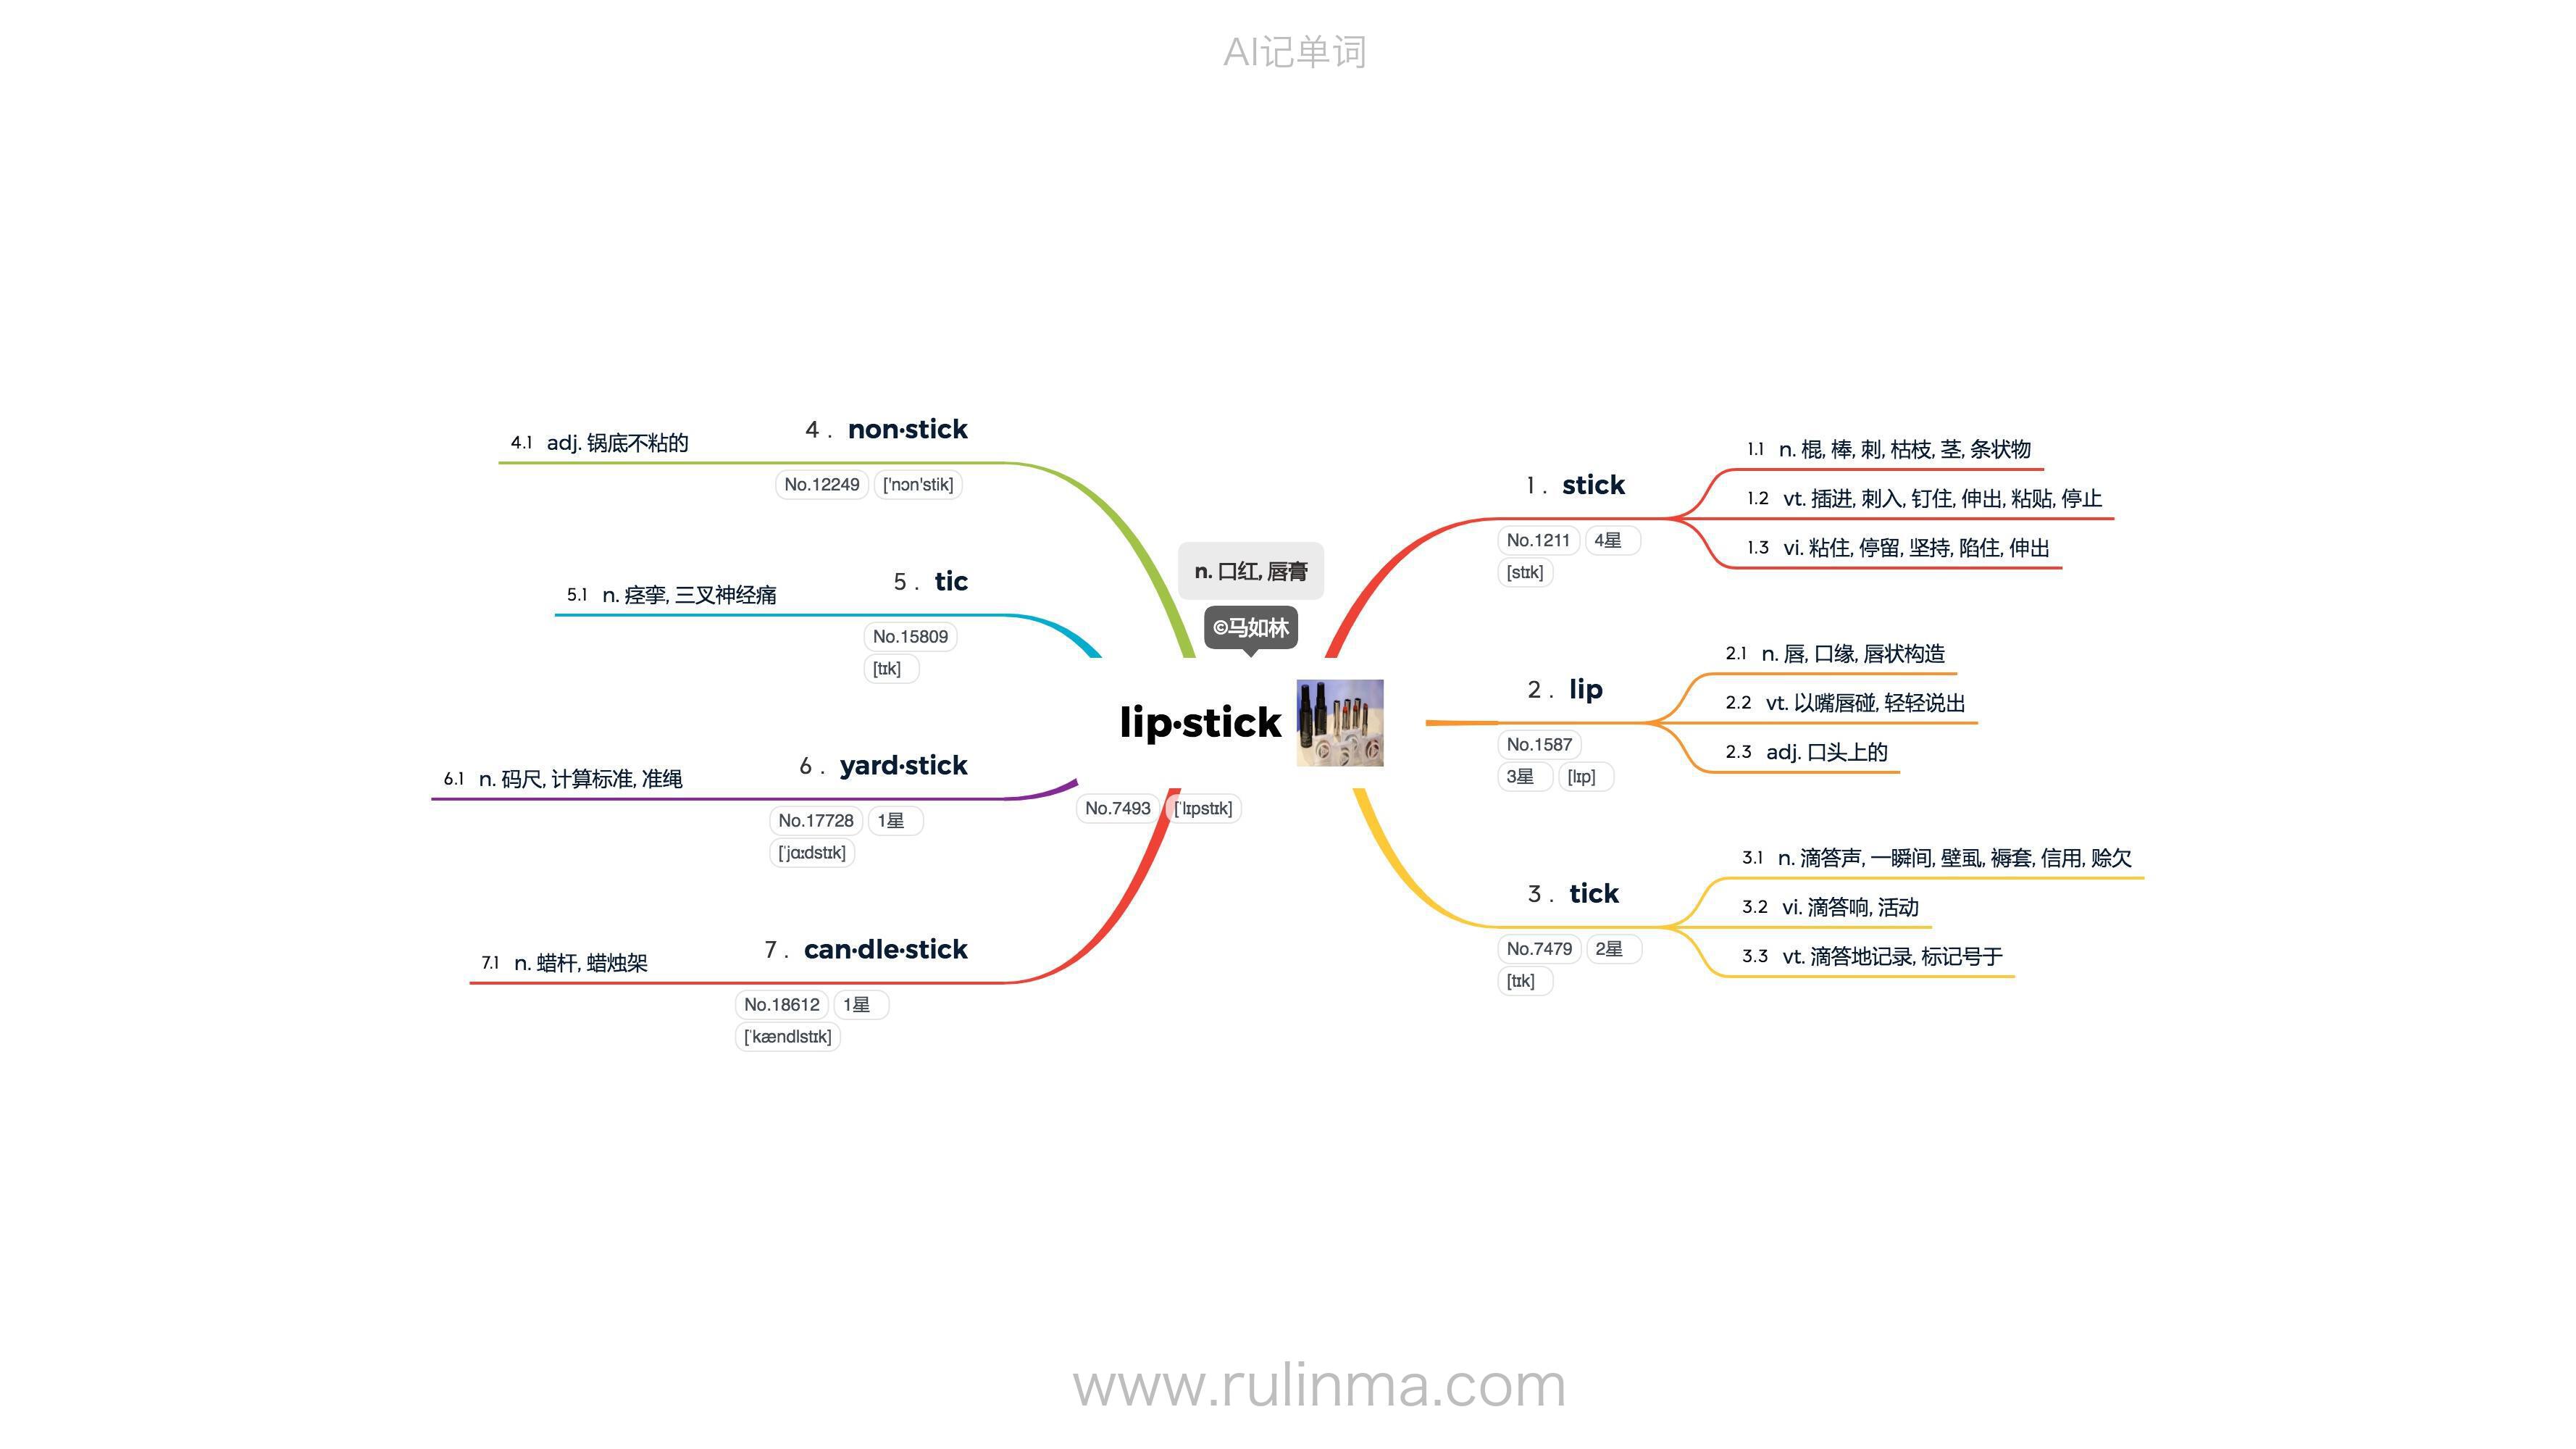 AI记单词
n. 口红, 唇膏
©马如林
lip·stick
No.7493 [ˈlɪpstɪk]
1 . stick
No.1211 4星
[stɪk]
1.1 n. 棍, 棒, 刺, 枯枝, 茎, 条状物
1.2 vt. 插进, 刺入, 钉住, 伸出, 粘贴, 停止
1.3 vi. 粘住, 停留, 坚持, 陷住, 伸出
2 . lip
No.1587
3星 [lɪp]
2.1 n. 唇, 口缘, 唇状构造
2.2 vt. 以嘴唇碰, 轻轻说出
2.3 adj. 口头上的
3 . tick
No.7479 2星
[tɪk]
3.1 n. 滴答声, 一瞬间, 壁虱, 褥套, 信用, 赊欠
3.2 vi. 滴答响, 活动
3.3 vt. 滴答地记录, 标记号于
4 . non·stick
No.12249 ['nɔn'stik]
4.1 adj. 锅底不粘的
5 . tic
No.15809
[tɪk]
5.1 n. 痉挛, 三叉神经痛
6 . yard·stick
No.17728 1星
[ˈjɑːdstɪk]
6.1 n. 码尺, 计算标准, 准绳
7 . can·dle·stick
No.18612 1星
[ˈkændlstɪk]
7.1 n. 蜡杆, 蜡烛架
www.rulinma.com